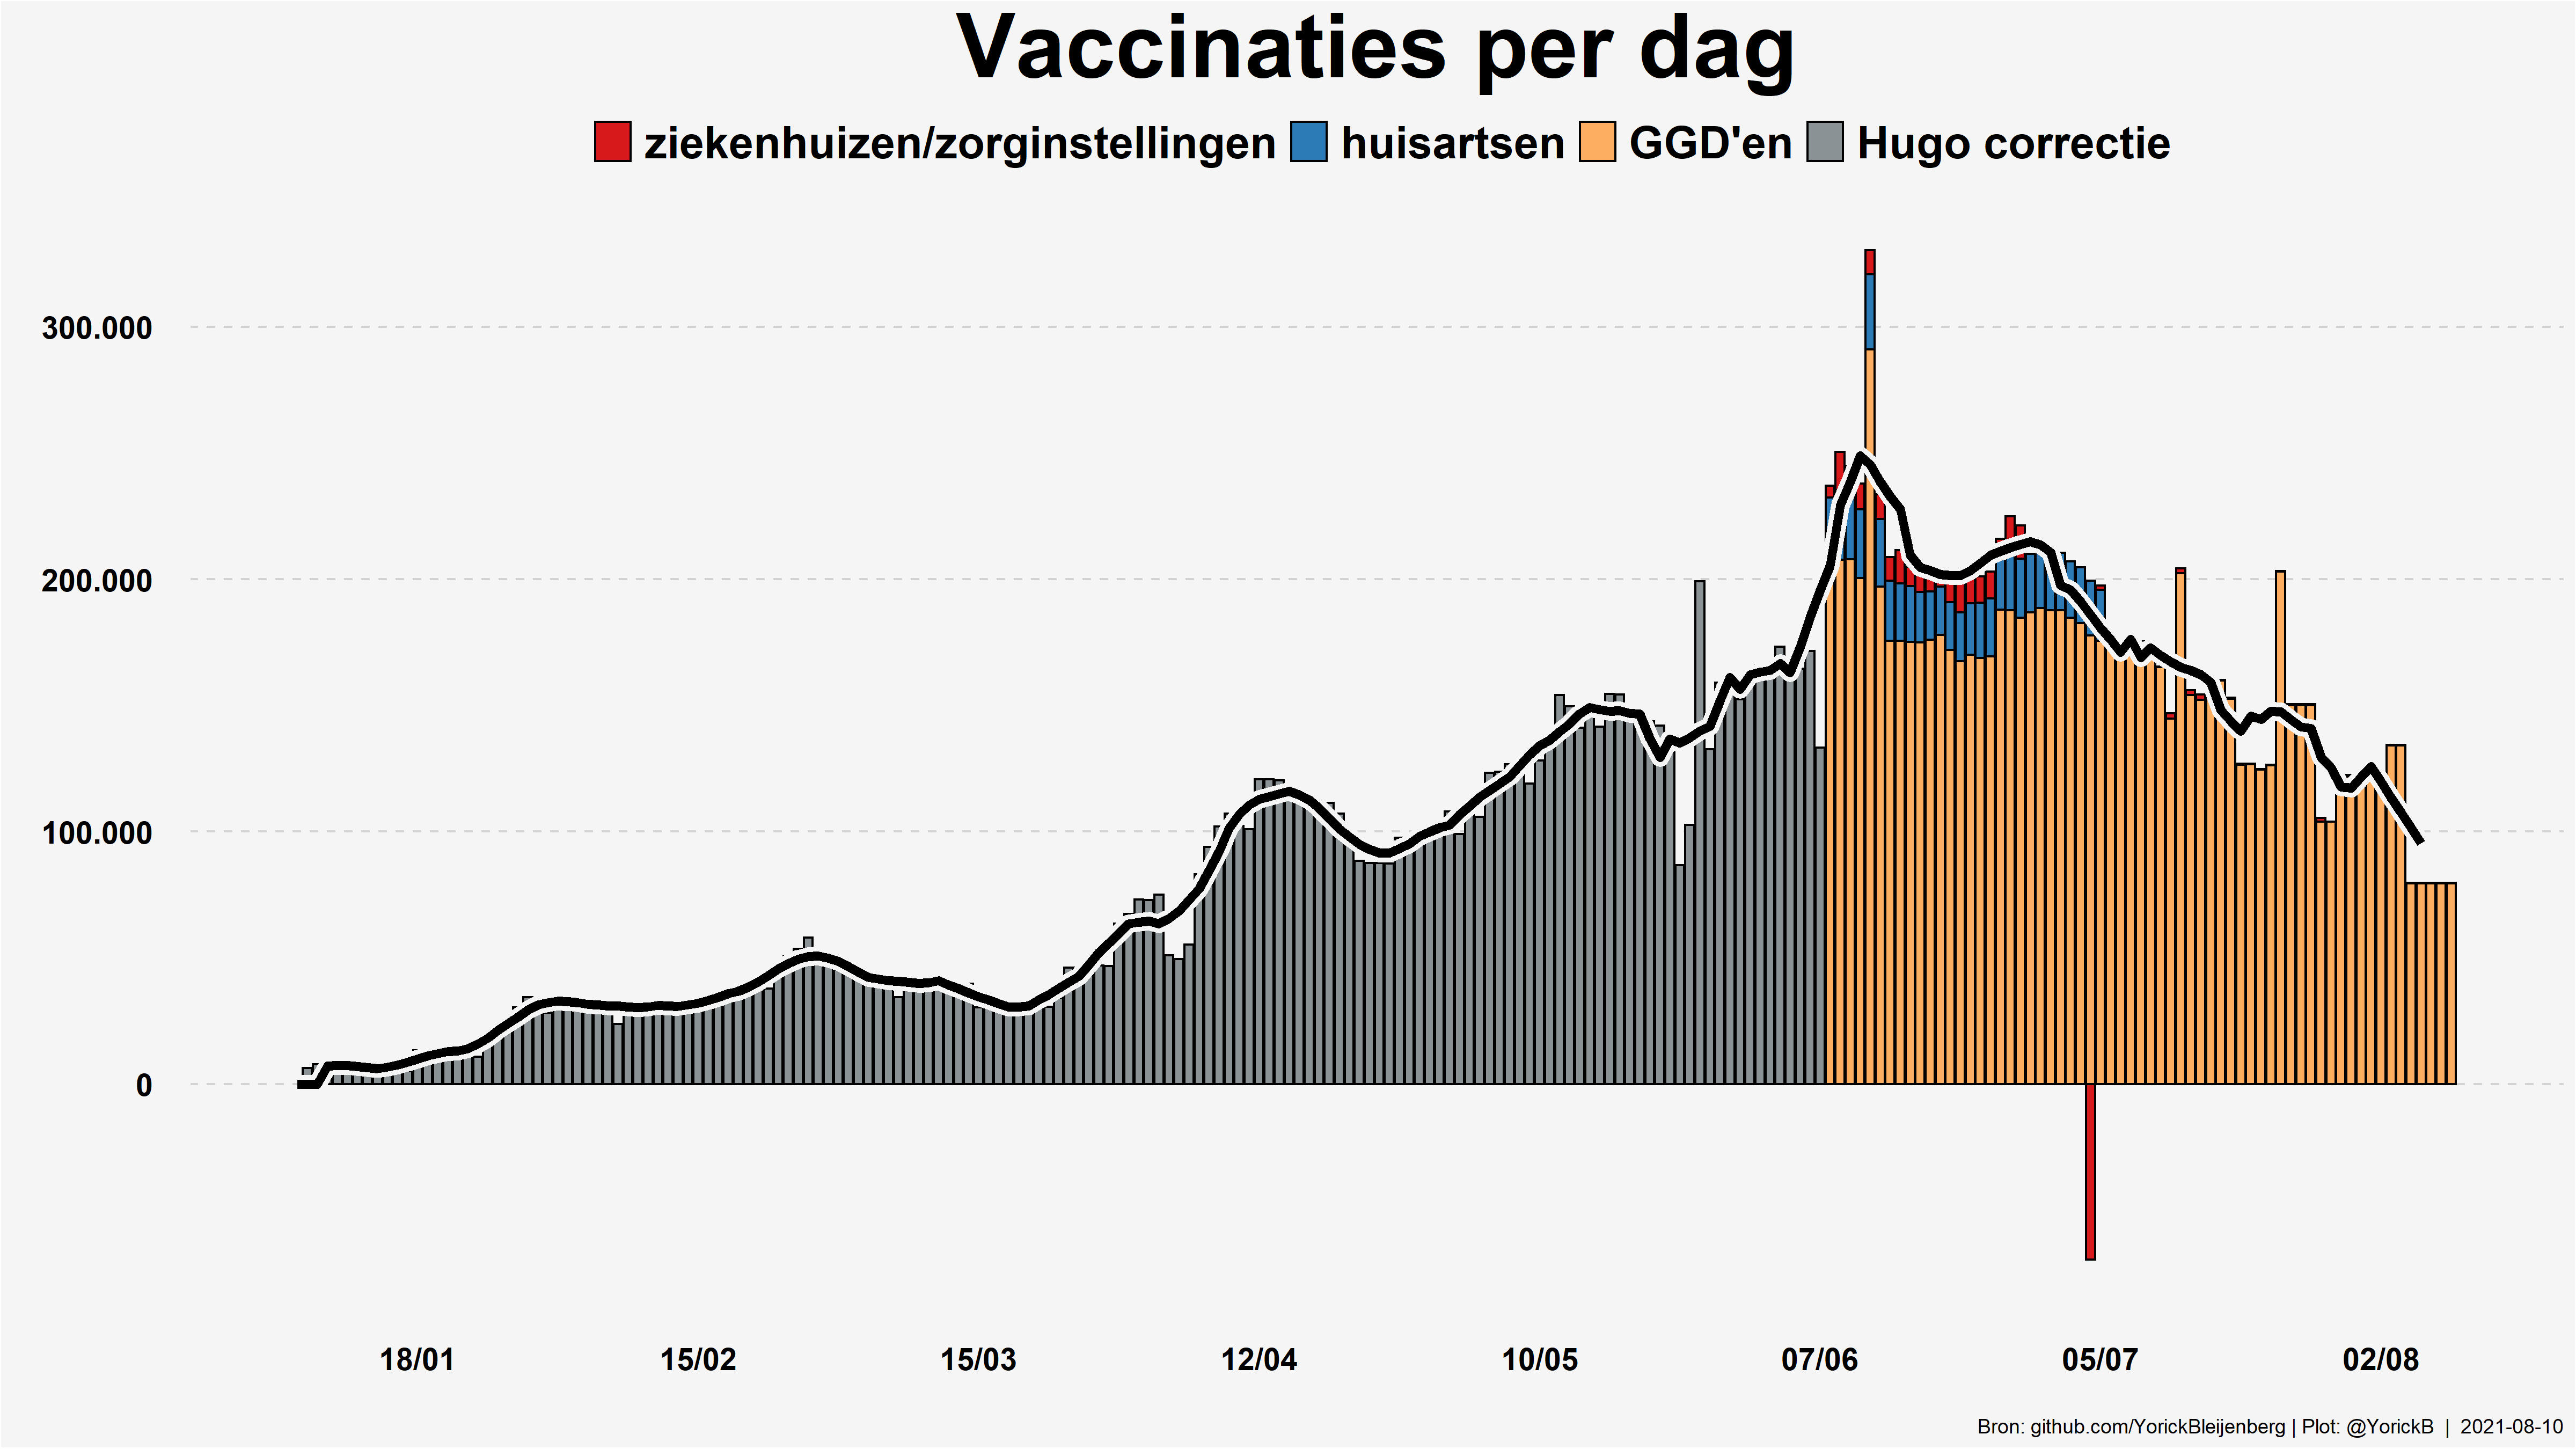 Vaccinaties per dag
ziekenhuizen/zorginstellingen huisartsen GGD'en Hugo correctie
300.000
200.000
100.000
0
18/01 15/02 15/03 12/04 10/05 07/06 05/07 02/08
Bron: github.com/YorickBleijenberg | Plot: @YorickB | 2021-08-10